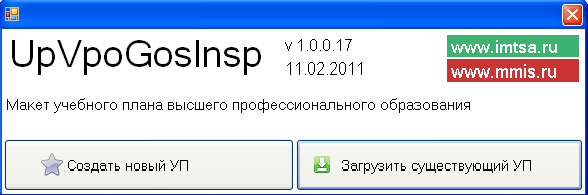 UpVpoGosInsp
v 1.0.0.17
11.02.2011
www.imtsa.ru
www.mmis.ru
Макет учебного плана высшего профессионального образования
Создать новый УП
Загрузить существующий УП